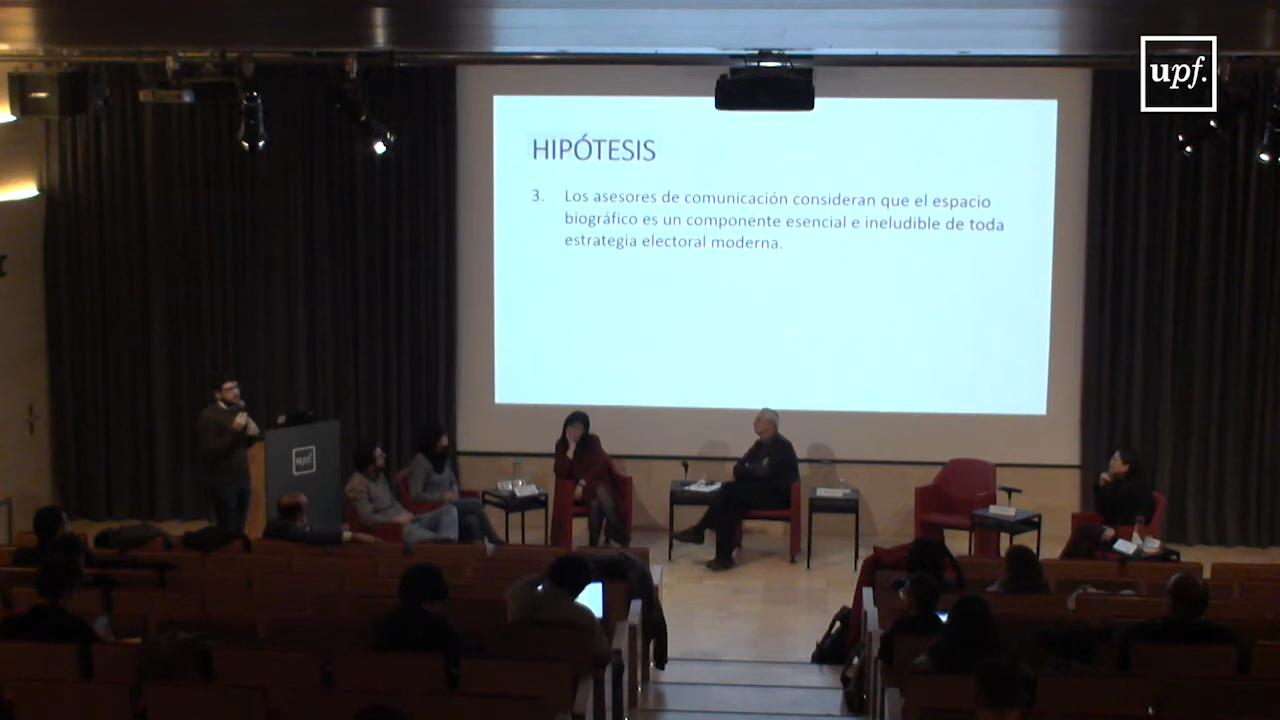 upf.
HIPÓTESIS
3. Los asesores de comunicación consideran que el espacio
biográfico es un componente esencial e ineludible de toda
estrategia electoral moderna.
upf.